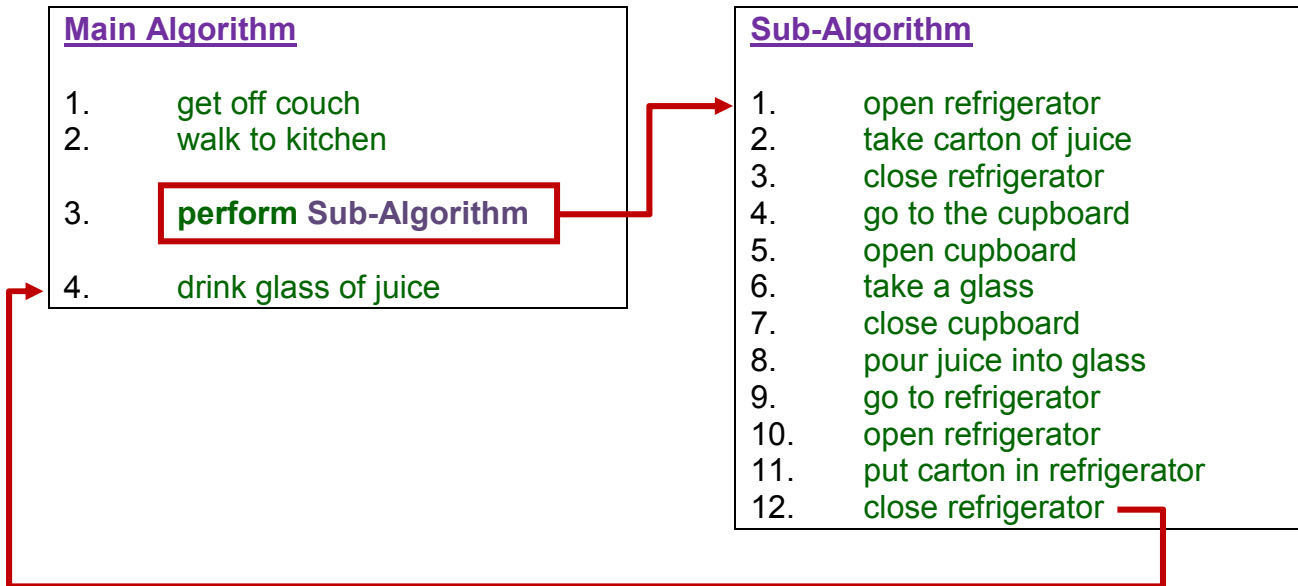 Main Algorithm
1. get off couch
2. walk to kitchen
3. perform Sub-Algorithm
4. drink glass of juice
Sub-Algorithm
1. open refrigerator
2. take carton of juice
3. close refrigerator
4. go to the cupboard
5. open cupboard
6. take a glass
7. close cupboard
8. pour juice into glass
9. go to refrigerator
10. open refrigerator
11. put carton in refrigerator
12. close refrigerator